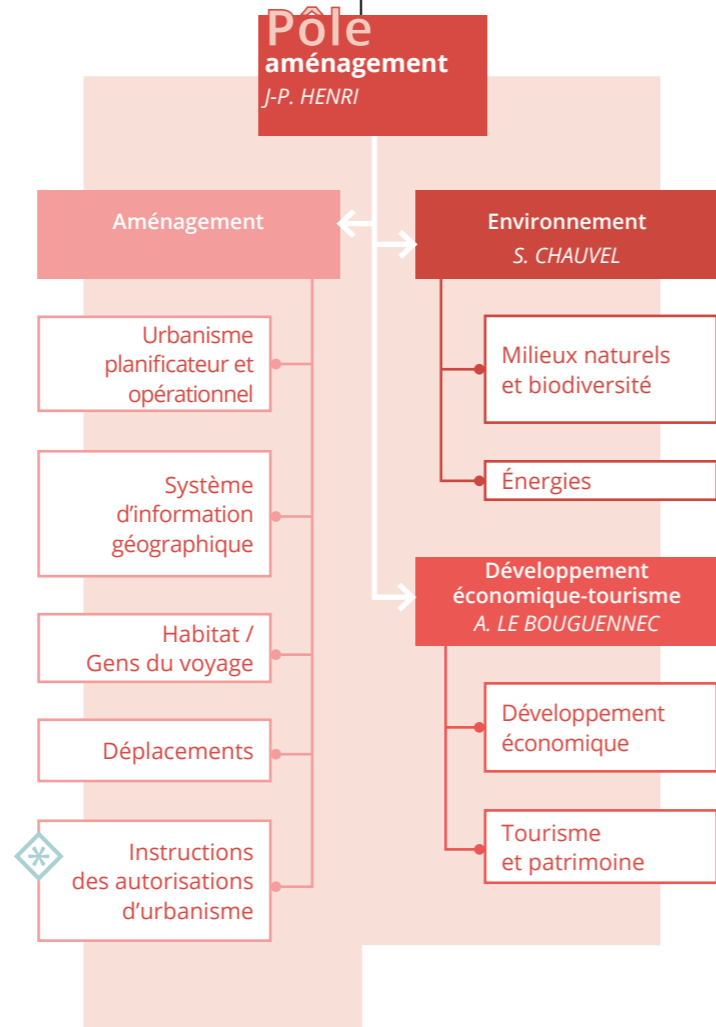 Pôle
aménagement
J-P. HENRI
Aménagement
Urbanisme
planificateur et
opérationnel
Système
d’information
géographique
Habitat /
Gens du voyage
Déplacements
Instructions
des autorisations
d’urbanisme
Environnement
S. CHAUVEL
Milieux naturels
et biodiversité
Énergies
Développement
économique-tourisme
A. LE BOUGUENNEC
Développement
économique
Tourisme
et patrimoine